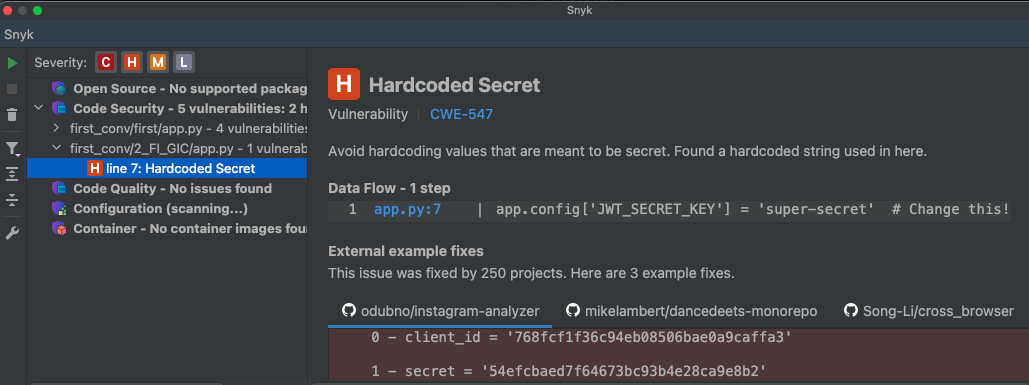 Snyk
Snyk
Severity: C H M L
Open Source - No supported packag
Code Security - 5 vulnerabilities: 2 h
first_conv/first/app.py - 4 vulnerabilities
first_conv/2_FI_GIC/app.py - 1 vulnerab
H line 7: Hardcoded Secret
Code Quality - No issues found
Configuration (scanning...)
Container - No container images foun
H Hardcoded Secret
Vulnerability | CWE-547
Avoid hardcoding values that are meant to be secret. Found a hardcoded string used in here.
Data Flow - 1 step
1 app.py:7 | app.config['JWT_SECRET_KEY'] = 'super-secret' # Change this!
External example fixes
This issue was fixed by 250 projects. Here are 3 example fixes.
odubno/instagram-analyzer mikelambert/dancedeets-monorepo Song-Li/cross_browser
0 - client_id = '768fcf1f36c94eb08506bae0a9caffa3'
1 - secret = '54efcbaed7f64673bc93b4e28ca9e8b2'